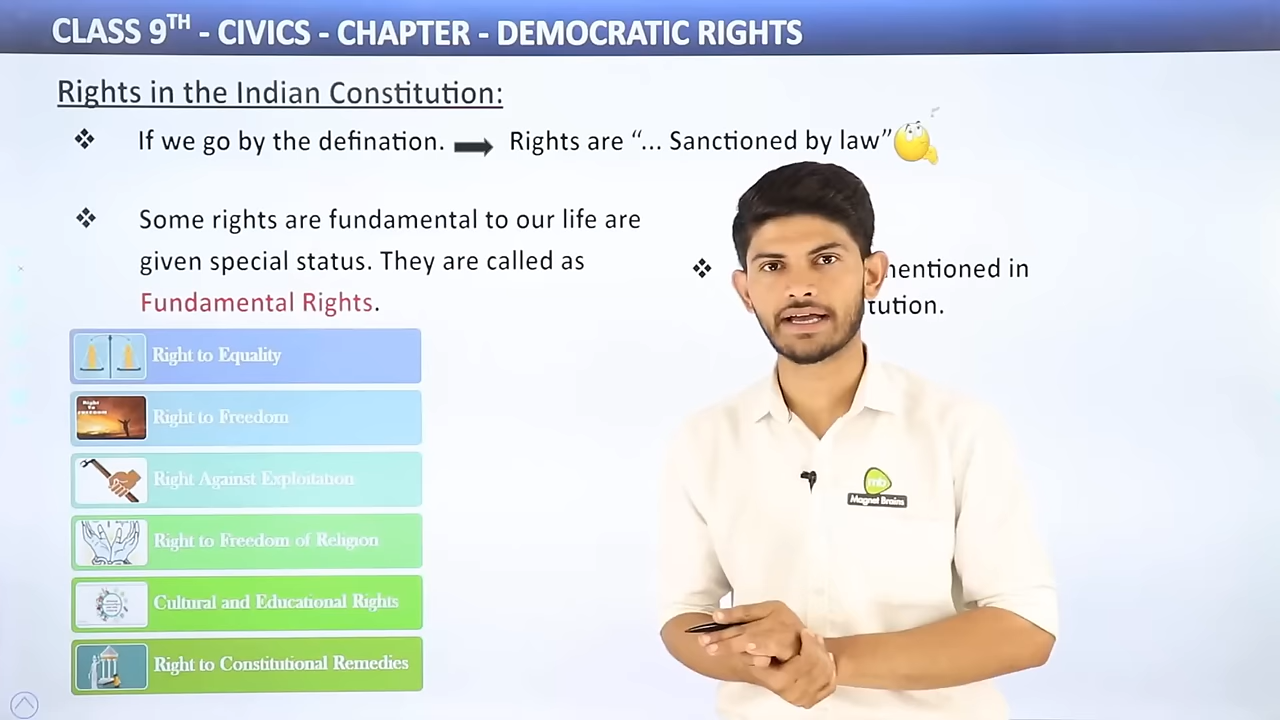 CLASS 9TH - CIVICS - CHAPTER - DEMOCRATIC RIGHTS
Rights in the Indian Constitution:
If we go by the defination. Rights are “... Sanctioned by law”
Some rights are fundamental to our life are
given special status. They are called as
Fundamental Rights.
mentioned in
tution.
Right to Equality
Right to Freedom
Right Against Exploitation
Right to Freedom of Religion
Cultural and Educational Rights
Right to Constitutional Remedies
mb
Magnet Brains